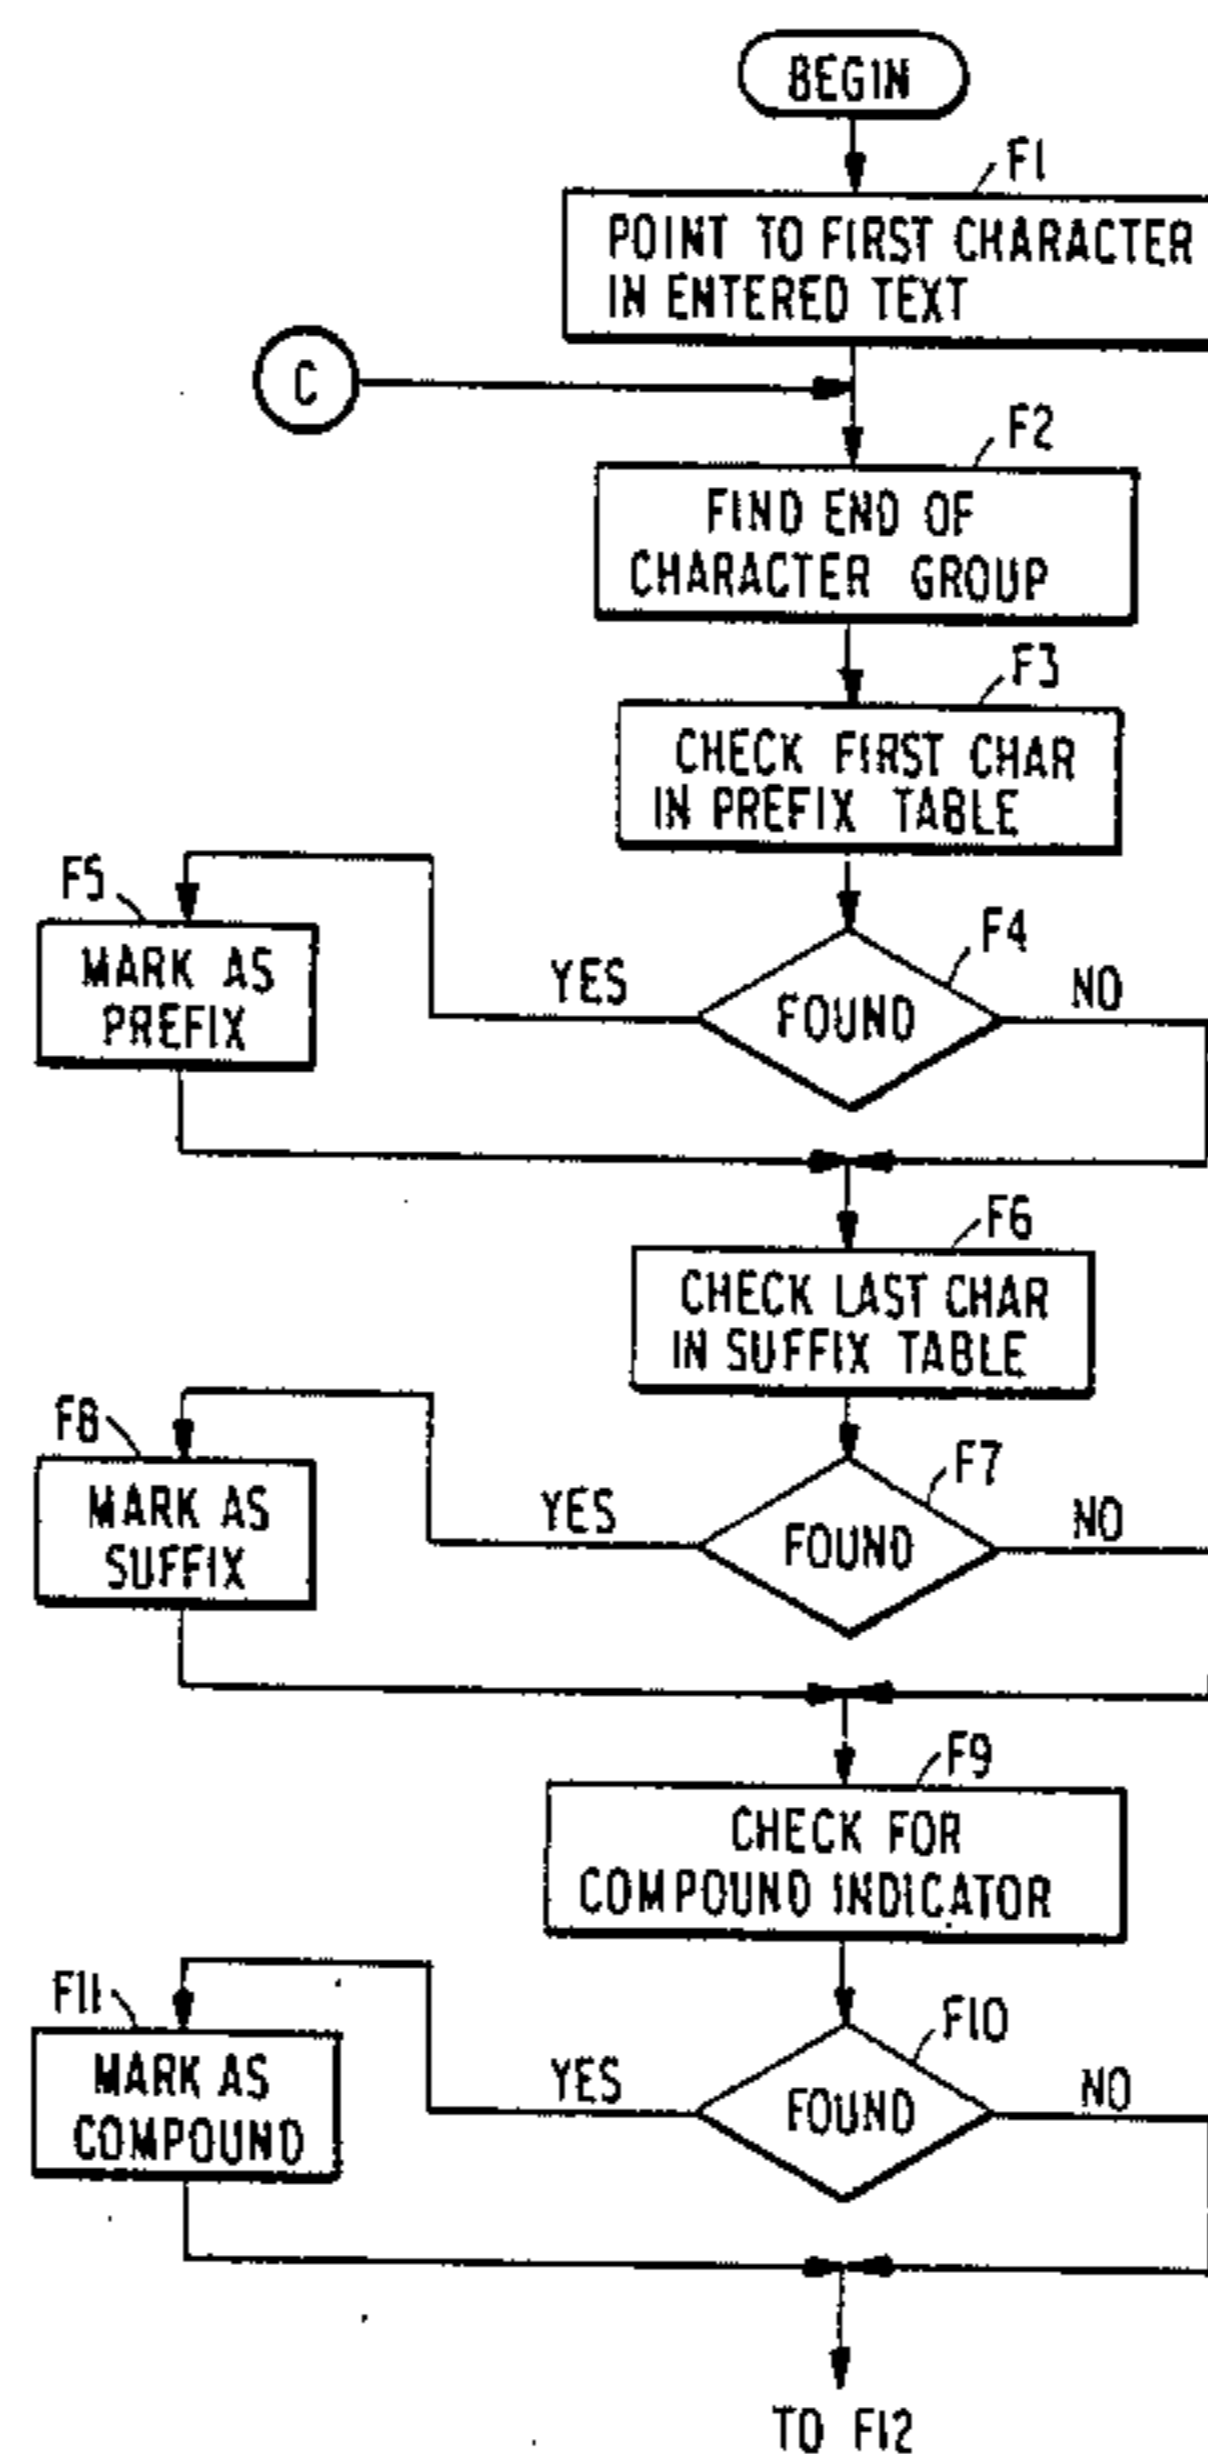 BEGIN
F1
POINT TO FIRST CHARACTER
IN ENTERED TEXT
C
F2
FIND END OF
CHARACTER GROUP
F3
CHECK FIRST CHAR
IN PREFIX TABLE
F5
MARK AS
PREFIX
YES
F4
FOUND
NO
F6
CHECK LAST CHAR
IN SUFFIX TABLE
F8
MARK AS
SUFFIX
YES
F7
FOUND
NO
F9
CHECK FOR
COMPOUND INDICATOR
F11
MARK AS
COMPOUND
YES
F10
FOUND
NO
TO F12